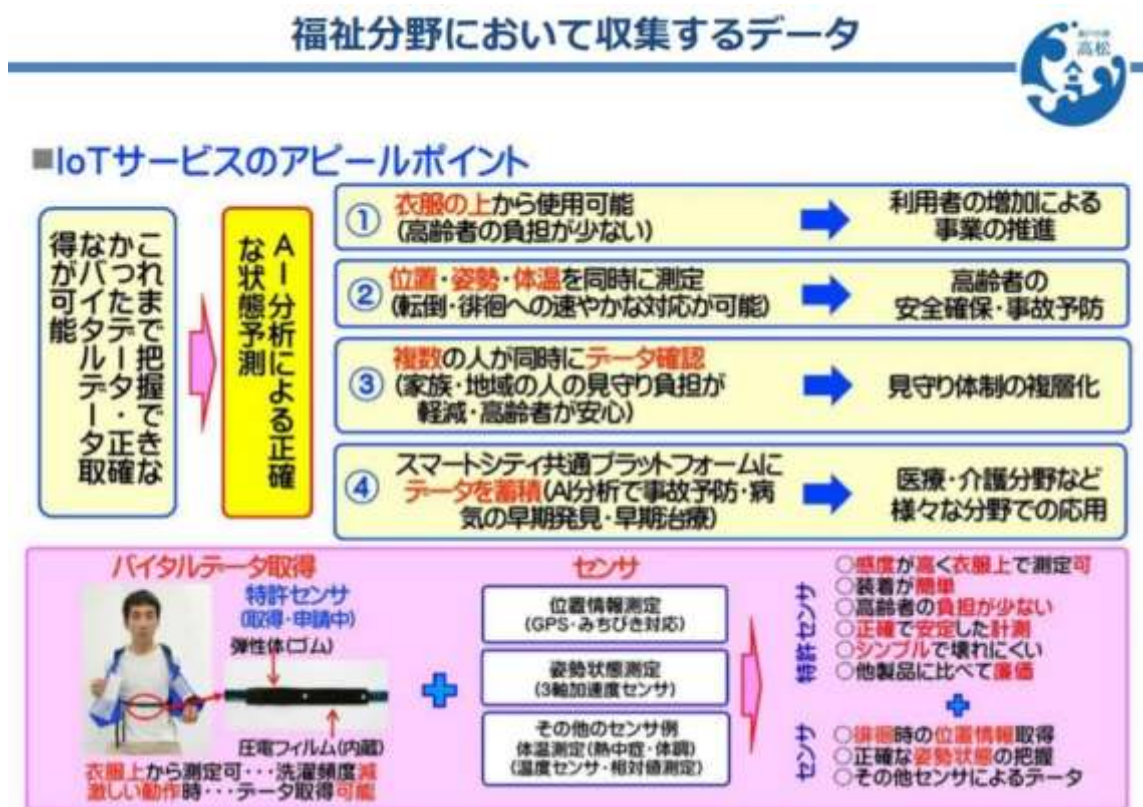 福祉分野において収集するデータ
高松
■IoTサービスのアピールポイント
これまで把握できな
かったデータ・正確
なバイタルデータ取
得が可能
AI分析による正確
な状態予測
① 衣服の上から使用可能
(高齢者の負担が少ない)
利用者の増加による
事業の推進
② 位置・姿勢・体温を同時に測定
(転倒・徘徊への速やかな対応が可能)
高齢者の
安全確保・事故予防
③ 複数の人が同時にデータ確認
(家族・地域の人の見守り負担が
軽減・高齢者が安心)
見守り体制の複層化
④ スマートシティ共通プラットフォームに
データを蓄積(AI分析で事故予防・病
気の早期発見・早期治療)
医療・介護分野など
様々な分野での応用
バイタルデータ取得
特許センサ
(取得・申請中)
弾性体(ゴム)
圧電フィルム(内蔵)
衣服上から測定可・・・洗濯頻度減
激しい動作時・・・データ取得可能
センサ
位置情報測定
(GPS・みちびき対応)
姿勢状態測定
(3軸加速度センサ)
その他のセンサ例
体温測定(熱中症・体調)
(温度センサ・相対値測定)
特許センサ
○感度が高く衣服上で測定可
○装着が簡単
○高齢者の負担が少ない
○正確で安定した計測
○シンプルで壊れにくい
○他製品に比べて廉価
センサ
○徘徊時の位置情報取得
○正確な姿勢状態の把握
○その他センサによるデータ